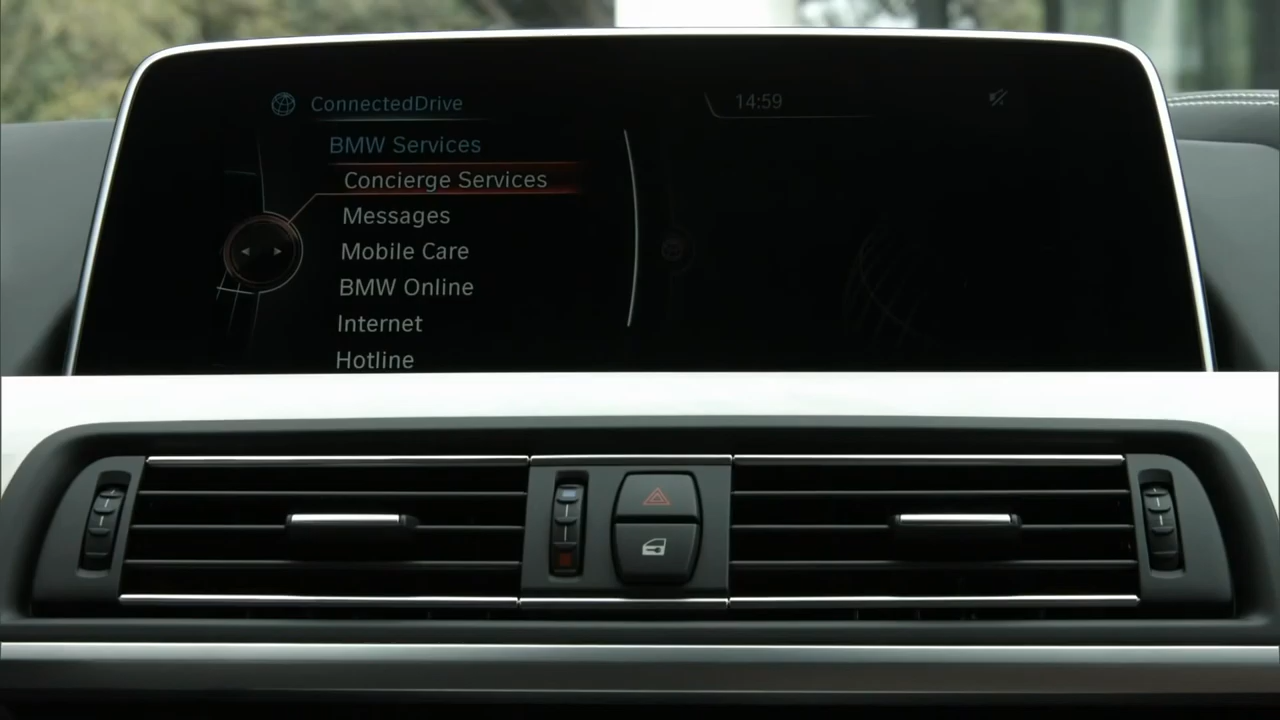 ConnectedDrive
14:59
BMW Services
Concierge Services
Messages
Mobile Care
BMW Online
Internet
Hotline